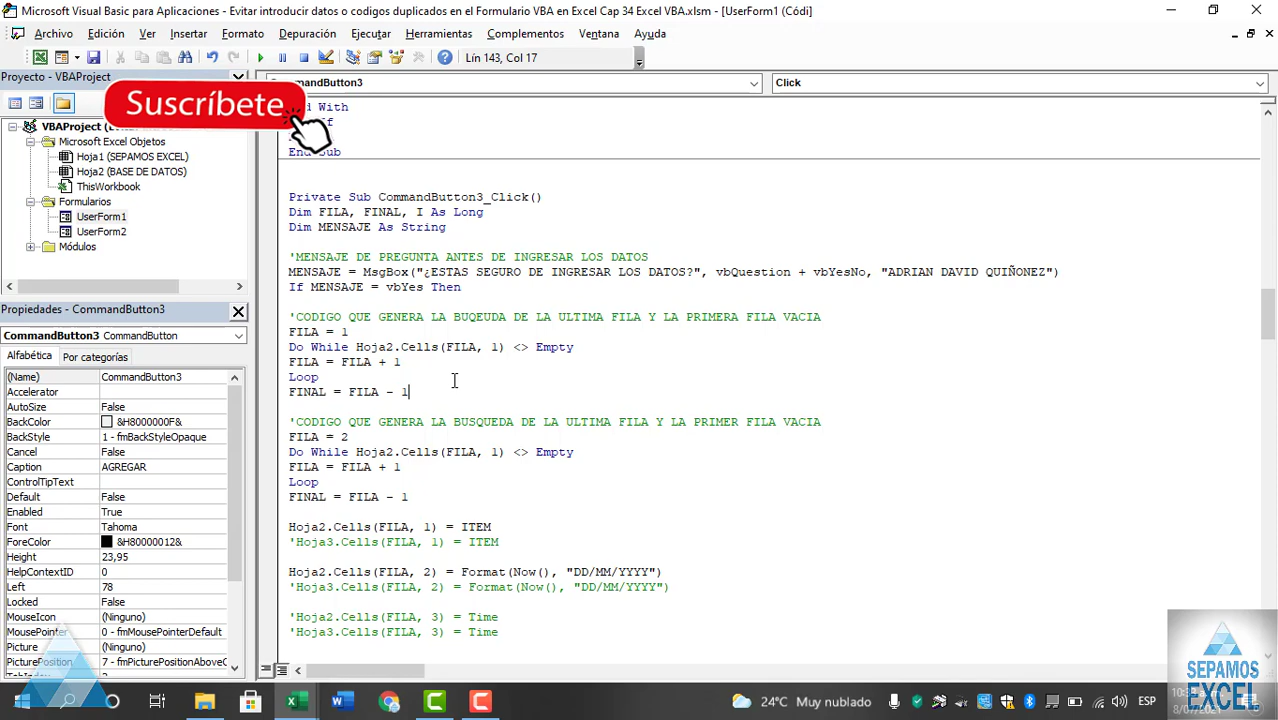 Microsoft Visual Basic para Aplicaciones - Evitar introducir datos o codigos duplicados en el Formulario VBA en Excel Cap 34 Excel VBA.xlsm - [UserForm1 (Códi]
Archivo Edición Ver Insertar Formato Depuración Ejecutar Herramientas Complementos Ventana Ayuda
Lín 143, Col 17
Proyecto - VBAProject
Suscríbete
VBAProject
Microsoft Excel Objetos
Hoja1 (SEPAMOS EXCEL)
Hoja2 (BASE DE DATOS)
ThisWorkbook
Formularios
UserForm1
UserForm2
Módulos
Propiedades - CommandButton3
CommandButton3 CommandButton
Alfabética Por categorías
(Name) CommandButton3
Accelerator
AutoSize False
BackColor &H8000000F&
BackStyle 1 - fmBackStyleOpaque
Cancel False
Caption AGREGAR
ControlTipText
Default False
Enabled True
Font Tahoma
ForeColor &H80000012&
Height 23,95
HelpContextID 0
Left 78
Locked False
MouseIcon (Ninguno)
MousePointer 0 - fmMousePointerDefault
Picture (Ninguno)
PicturePosition 7 - fmPicturePositionAboveC
mandButton3 Click
With
End Sub
Private Sub CommandButton3_Click()
Dim FILA, FINAL, I As Long
Dim MENSAJE As String
'MENSAJE DE PREGUNTA ANTES DE INGRESAR LOS DATOS
MENSAJE = MsgBox("¿ESTAS SEGURO DE INGRESAR LOS DATOS?", vbQuestion + vbYesNo, "ADRIAN DAVID QUIÑONEZ")
If MENSAJE = vbYes Then
'CODIGO QUE GENERA LA BUQEUDA DE LA ULTIMA FILA Y LA PRIMERA FILA VACIA
FILA = 1
Do While Hoja2.Cells(FILA, 1) <> Empty
FILA = FILA + 1
Loop
FINAL = FILA - 1
'CODIGO QUE GENERA LA BUSQUEDA DE LA ULTIMA FILA Y LA PRIMER FILA VACIA
FILA = 2
Do While Hoja2.Cells(FILA, 1) <> Empty
FILA = FILA + 1
Loop
FINAL = FILA - 1
Hoja2.Cells(FILA, 1) = ITEM
'Hoja3.Cells(FILA, 1) = ITEM
Hoja2.Cells(FILA, 2) = Format(Now(), "DD/MM/YYYY")
'Hoja3.Cells(FILA, 2) = Format(Now(), "DD/MM/YYYY")
'Hoja2.Cells(FILA, 3) = Time
'Hoja3.Cells(FILA, 3) = Time
SEPAMOS
EXCEL
24°C Muy nublado
ESP